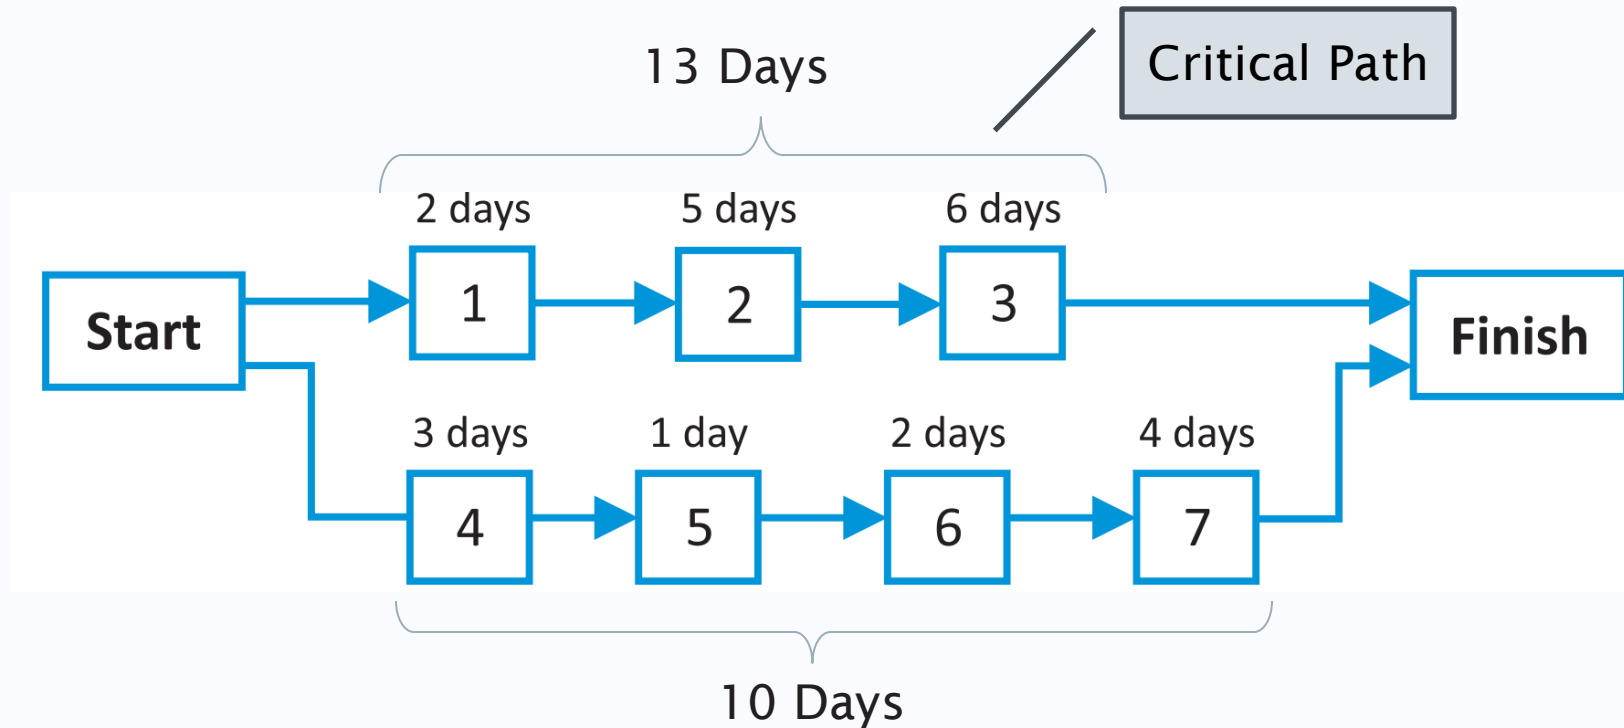 13 Days
Critical Path
2 days
5 days
6 days
Start
1
2
3
Finish
3 days
1 day
2 days
4 days
4
5
6
7
10 Days